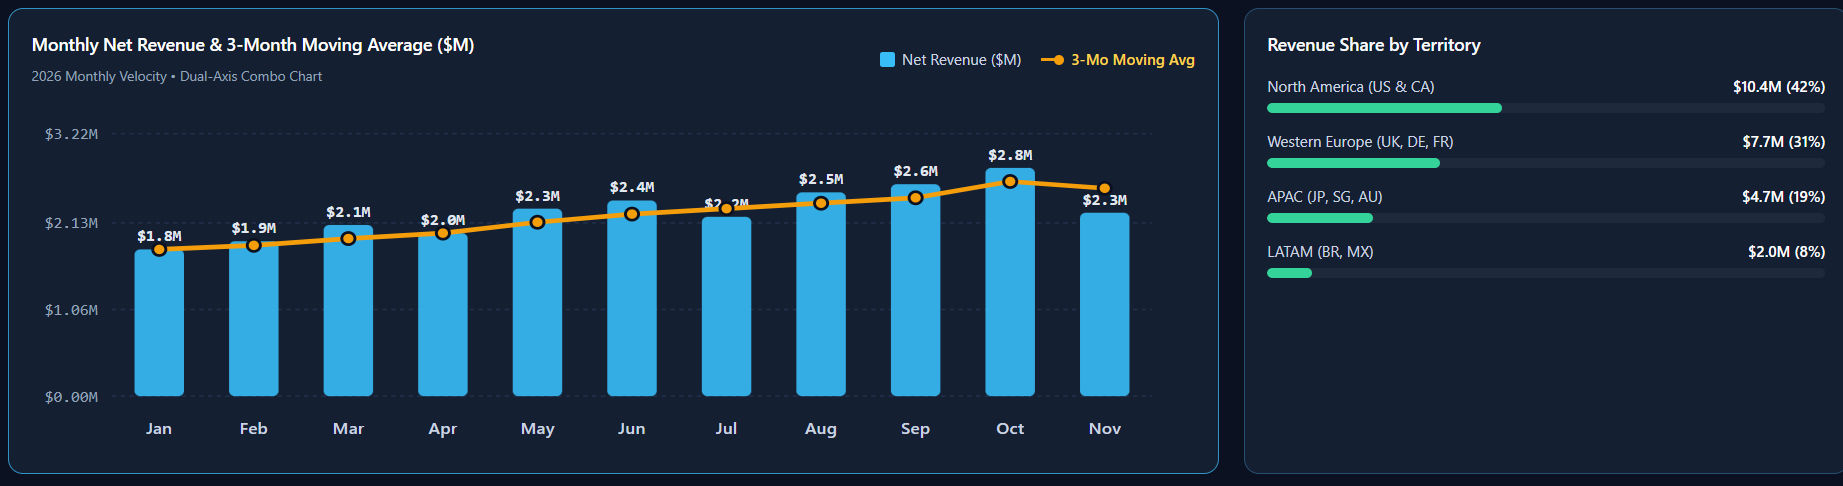 Monthly Net Revenue & 3-Month Moving Average ($M)
2026 Monthly Velocity • Dual-Axis Combo Chart
Net Revenue ($M)
3-Mo Moving Avg
$3.22M
$2.13M
$1.06M
$0.00M
$1.8M
$1.9M
$2.1M
$2.0M
$2.3M
$2.4M
$2.2M
$2.5M
$2.6M
$2.8M
$2.3M
Jan Feb Mar Apr May Jun Jul Aug Sep Oct Nov
Revenue Share by Territory
North America (US & CA) $10.4M (42%)
Western Europe (UK, DE, FR) $7.7M (31%)
APAC (JP, SG, AU) $4.7M (19%)
LATAM (BR, MX) $2.0M (8%)